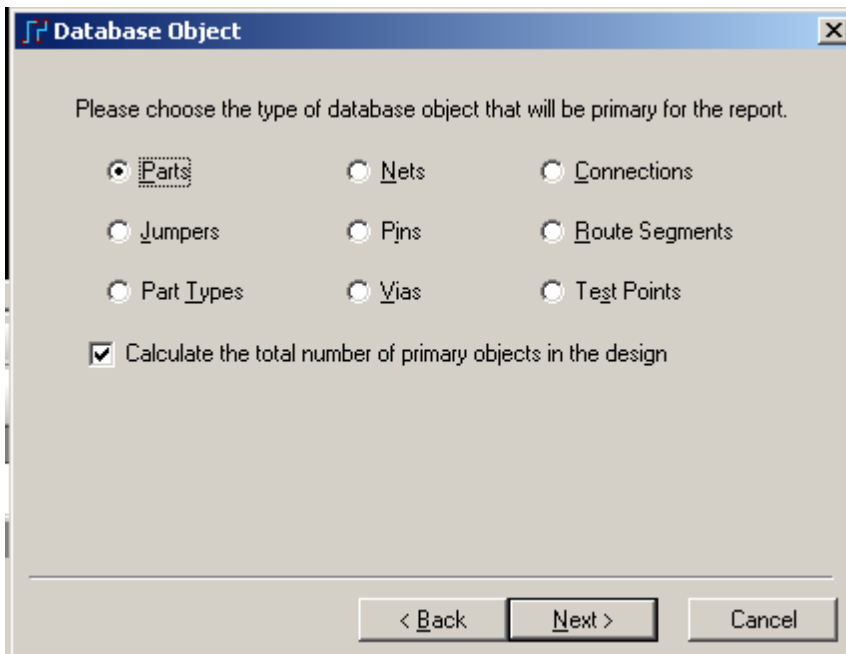 Database Object
Please choose the type of database object that will be primary for the report.
Parts Nets Connections
Jumpers Pins Route Segments
Part Types Vias Test Points
Calculate the total number of primary objects in the design
< Back Next > Cancel